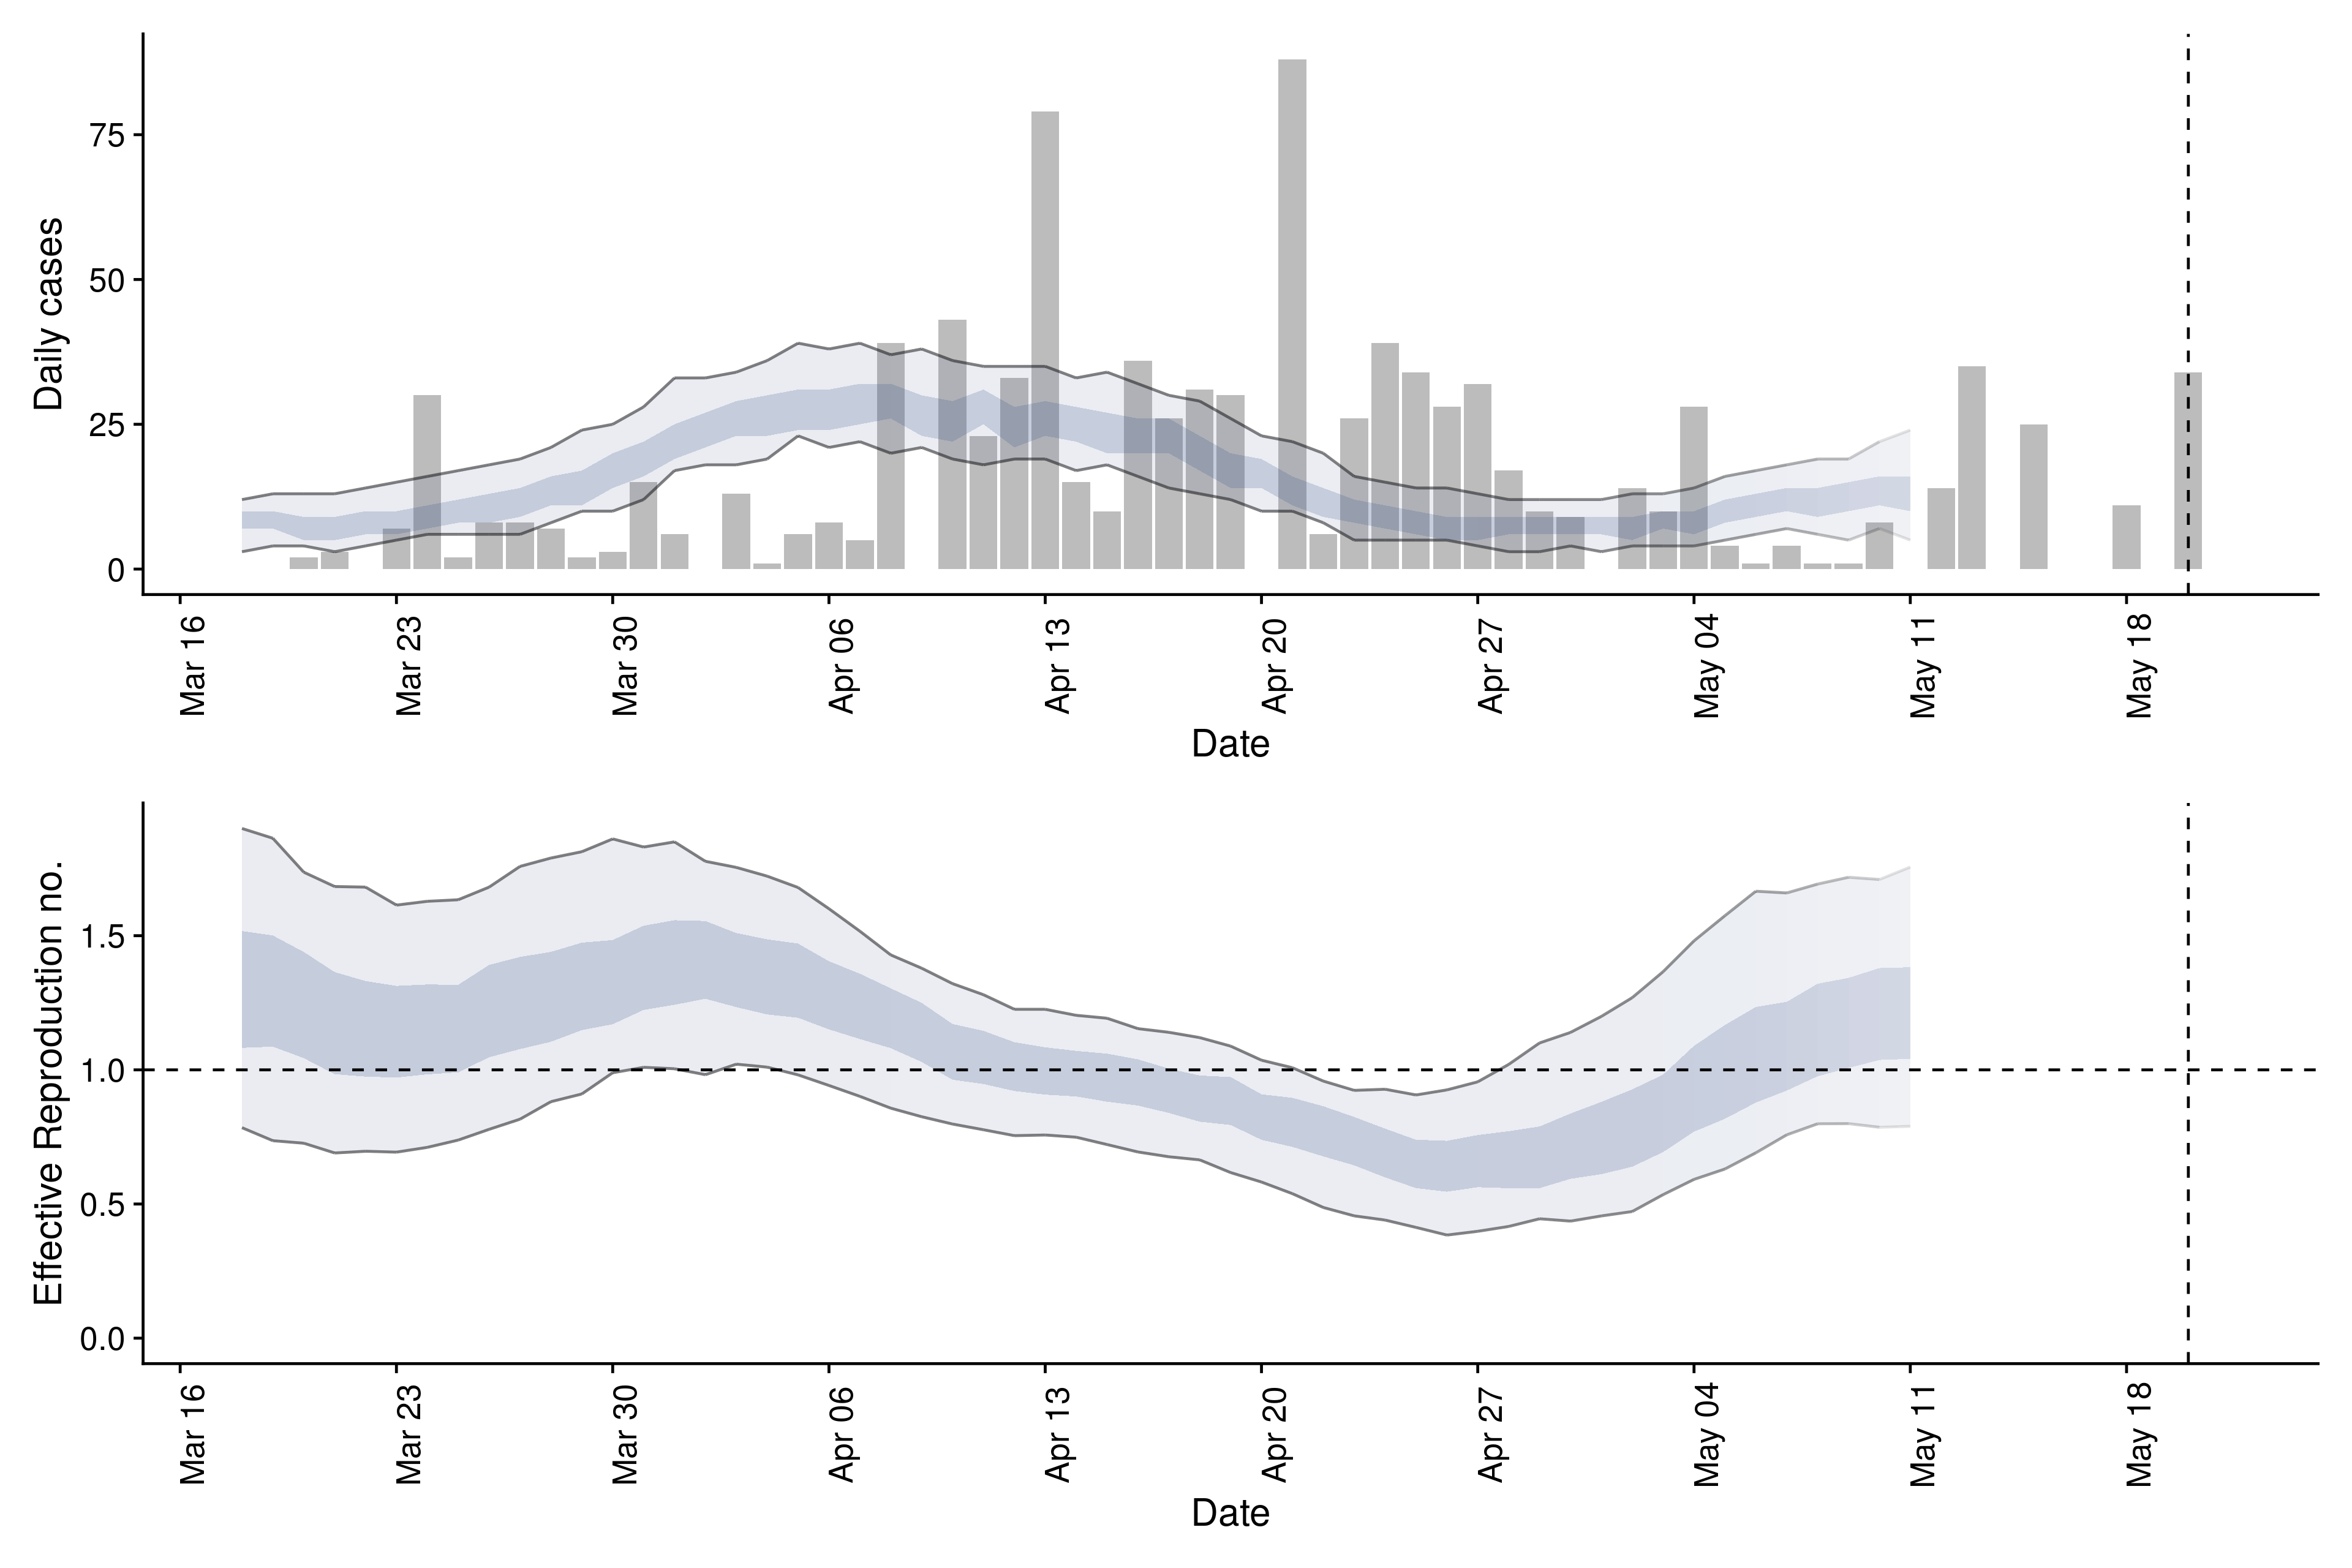 Daily cases
75
50
25
0
Mar 16
Mar 23
Mar 30
Apr 06
Apr 13
Apr 20
Apr 27
May 04
May 11
May 18
Date
Effective Reproduction no.
1.5
1.0
0.5
0.0
Mar 16
Mar 23
Mar 30
Apr 06
Apr 13
Apr 20
Apr 27
May 04
May 11
May 18
Date